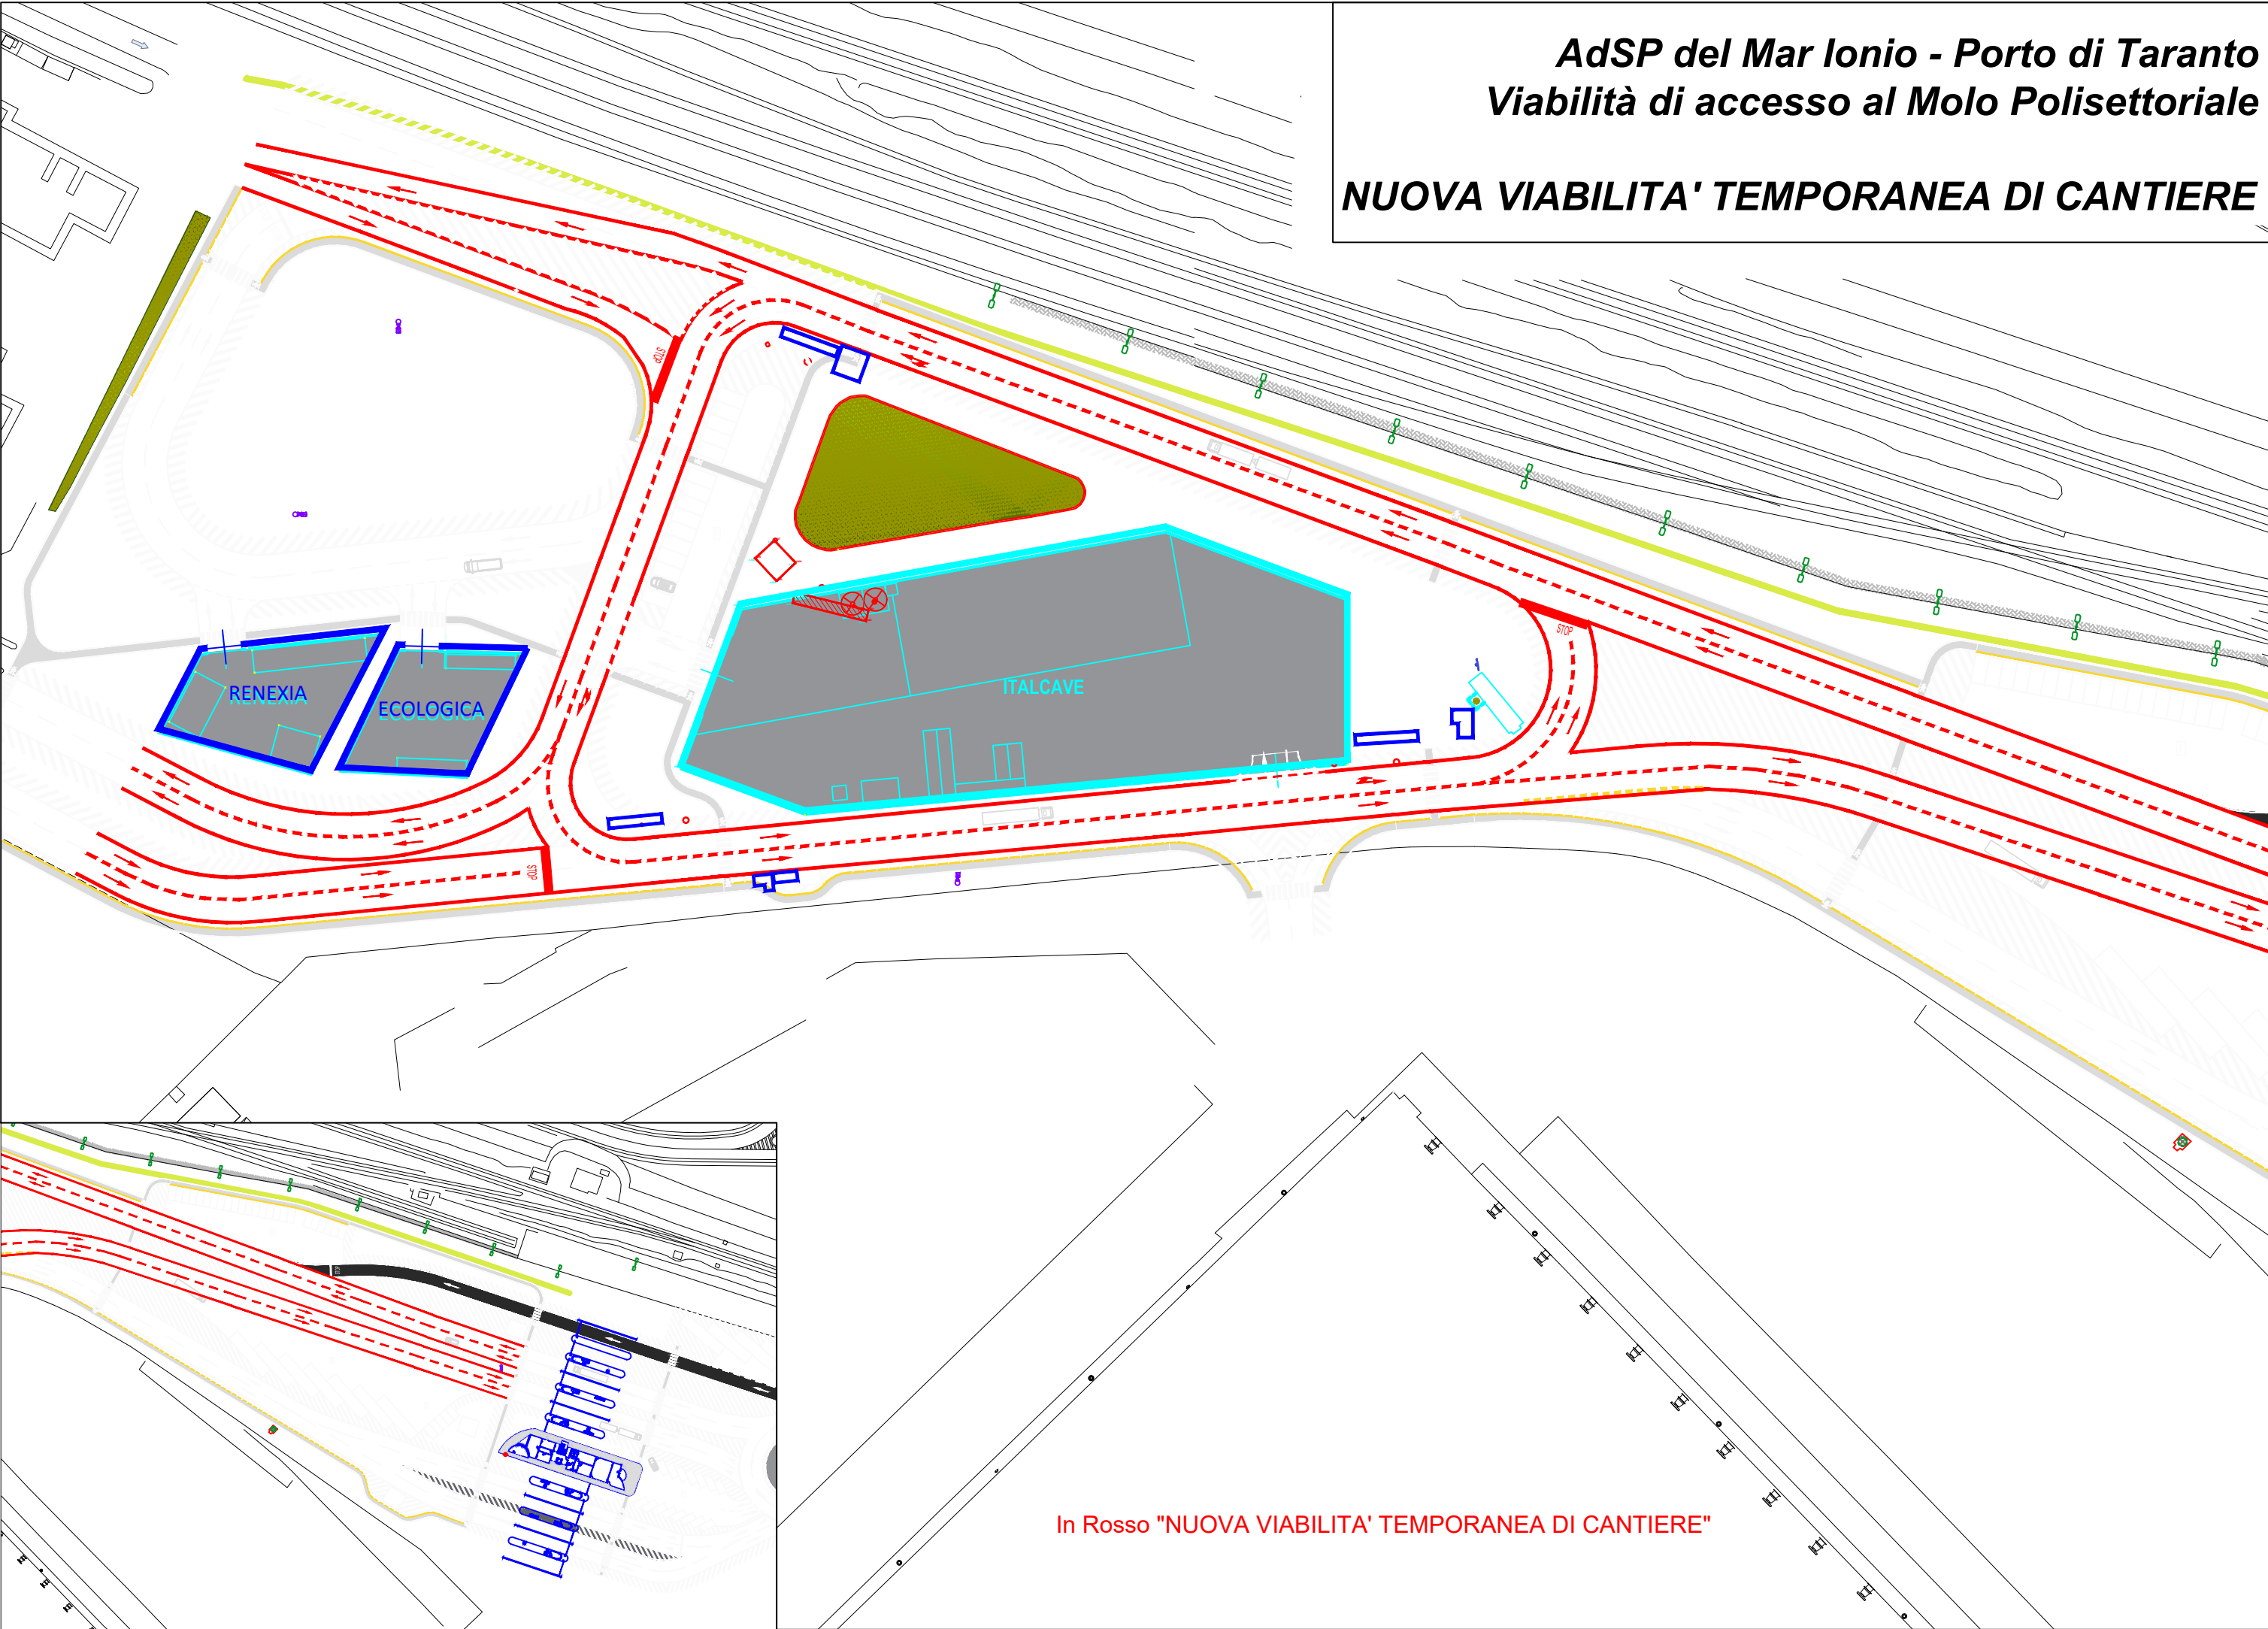 AdSP del Mar Ionio - Porto di Taranto
Viabilità di accesso al Molo Polisettoriale
NUOVA VIABILITA' TEMPORANEA DI CANTIERE
STOP
STOP
RENEXIA
ECOLOGICA
ITALCAVE
STOP
In Rosso "NUOVA VIABILITA' TEMPORANEA DI CANTIERE"